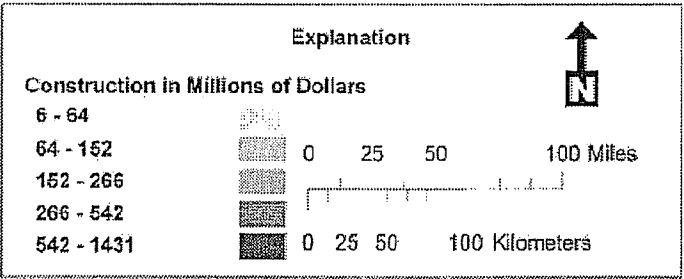 Explanation
N
Construction in Millions of Dollars
6 - 64
64 - 152
152 - 266
266 - 542
542 - 1431
0 25 50 100 Miles
0 25 50 100 Kilometers